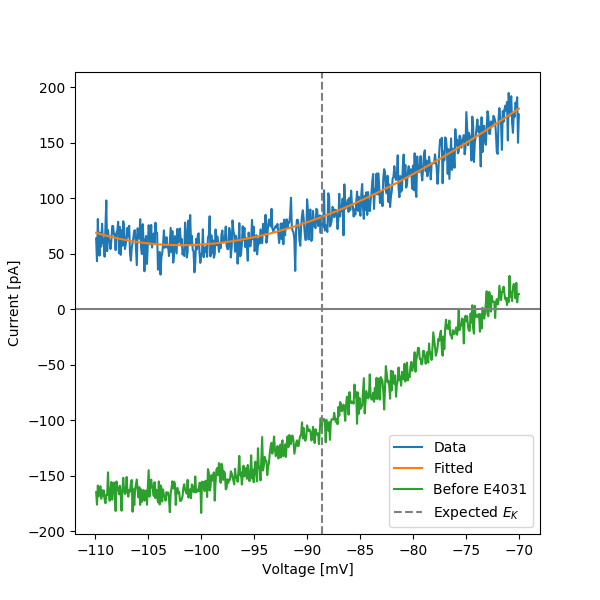 200
150
100
50
0
−50
−100
−150
−200
Current [pA]
−110 −105 −100 −95 −90 −85 −80 −75 −70
Voltage [mV]
Data
Fitted
Before E4031
Expected E_K